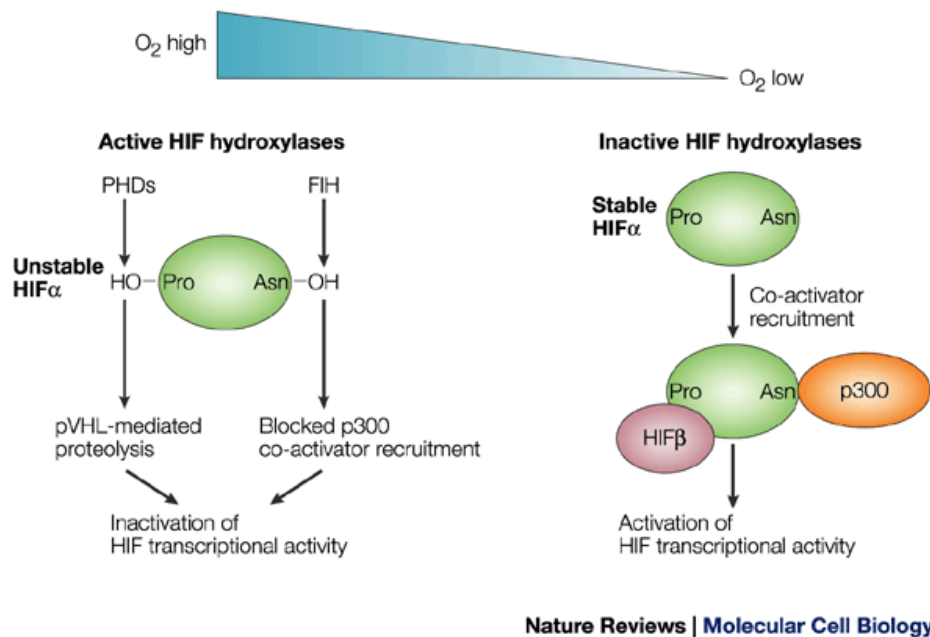 O2 high
O2 low
Active HIF hydroxylases
PHDs
FIH
Unstable
HIFα
HO
Pro
Asn
OH
pVHL-mediated
proteolysis
Blocked p300
co-activator recruitment
Inactivation of
HIF transcriptional activity
Inactive HIF hydroxylases
Stable
HIFα
Pro
Asn
Co-activator
recruitment
Pro
Asn
p300
HIFβ
Activation of
HIF transcriptional activity
Nature Reviews | Molecular Cell Biology